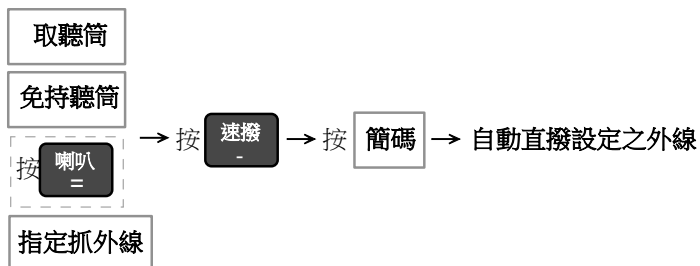 取聽筒
免持聽筒
按 喇叭 =
指定抓外線
→ 按 速撥 - → 按 簡碼 → 自動直撥設定之外線